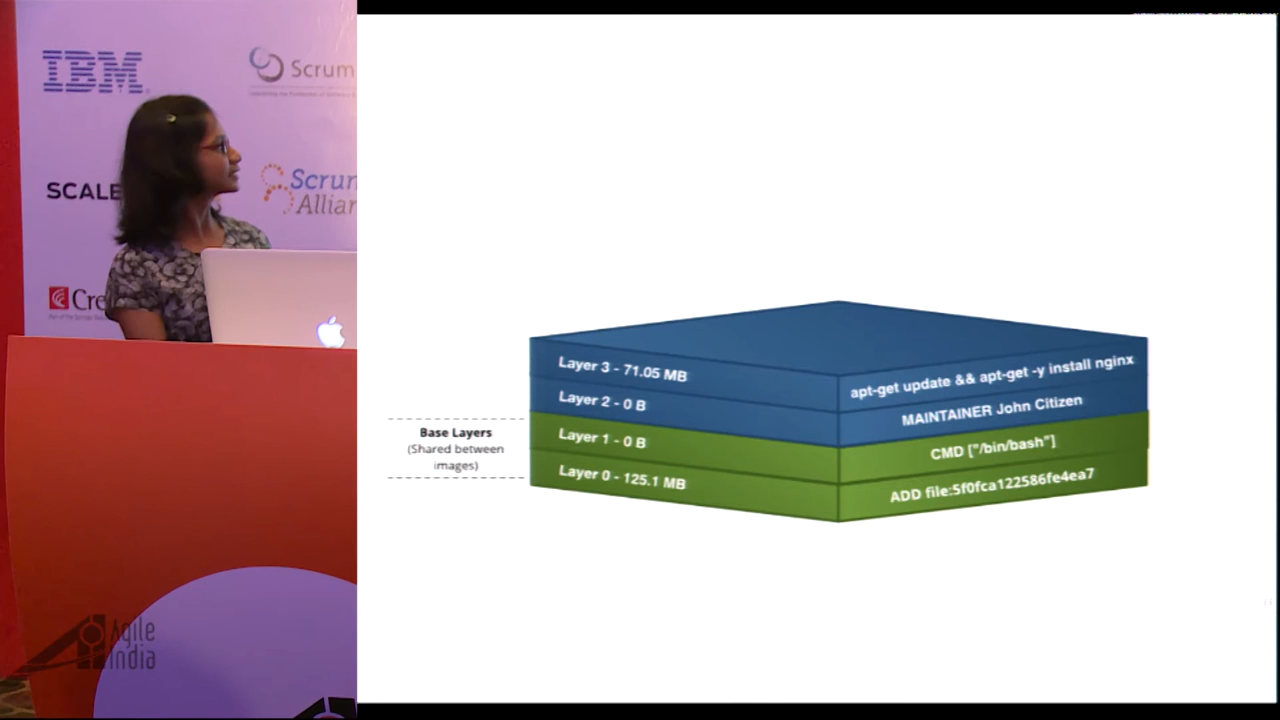 IBM
Scrum
SCALE
Scrum
Allian
Cre
Agile
India
Layer 3 - 71.05 MB
apt-get update && apt-get -y install nginx
Layer 2 - 0 B
MAINTAINER John Citizen
Base Layers
(Shared between
images)
Layer 1 - 0 B
CMD ["/bin/bash"]
Layer 0 - 125.1 MB
ADD file:5f0fca122586fe4ea7